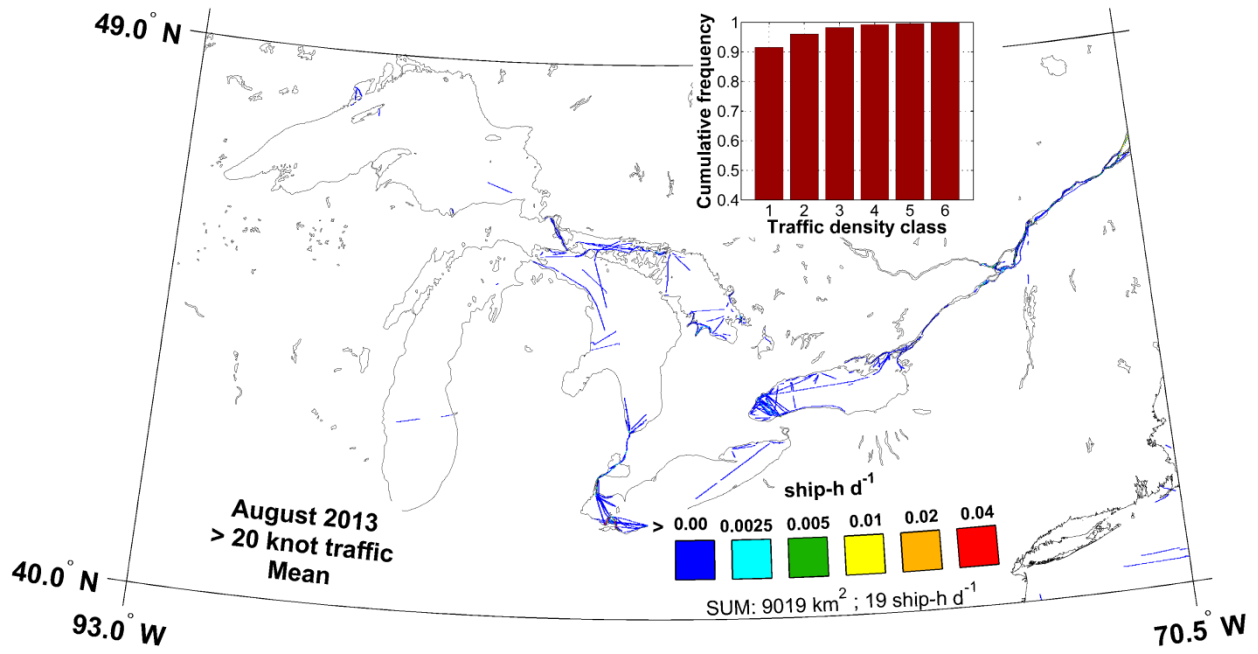 49.0° N
1
0.9
0.8
0.7
0.6
0.5
0.4
Cumulative frequency
1 2 3 4 5 6
Traffic density class
August 2013
> 20 knot traffic
Mean
ship-h d⁻¹
> 0.00 0.0025 0.005 0.01 0.02 0.04
SUM: 9019 km² ; 19 ship-h d⁻¹
40.0° N
93.0° W
70.5° W